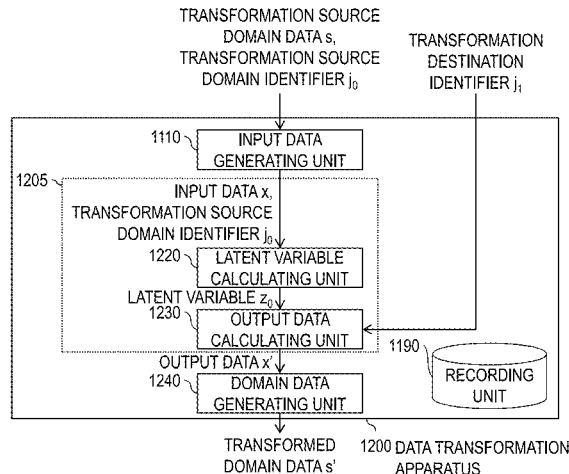 TRANSFORMATION SOURCE
DOMAIN DATA s,
TRANSFORMATION SOURCE
DOMAIN IDENTIFIER j₀
TRANSFORMATION
DESTINATION
IDENTIFIER j₁
1110
INPUT DATA
GENERATING UNIT
1205
INPUT DATA x,
TRANSFORMATION SOURCE
DOMAIN IDENTIFIER j₀
1220
LATENT VARIABLE
CALCULATING UNIT
LATENT VARIABLE z₀
1230
OUTPUT DATA
CALCULATING UNIT
OUTPUT DATA x'
1240
DOMAIN DATA
GENERATING UNIT
1190
RECORDING
UNIT
TRANSFORMED
DOMAIN DATA s'
1200 DATA TRANSFORMATION
APPARATUS